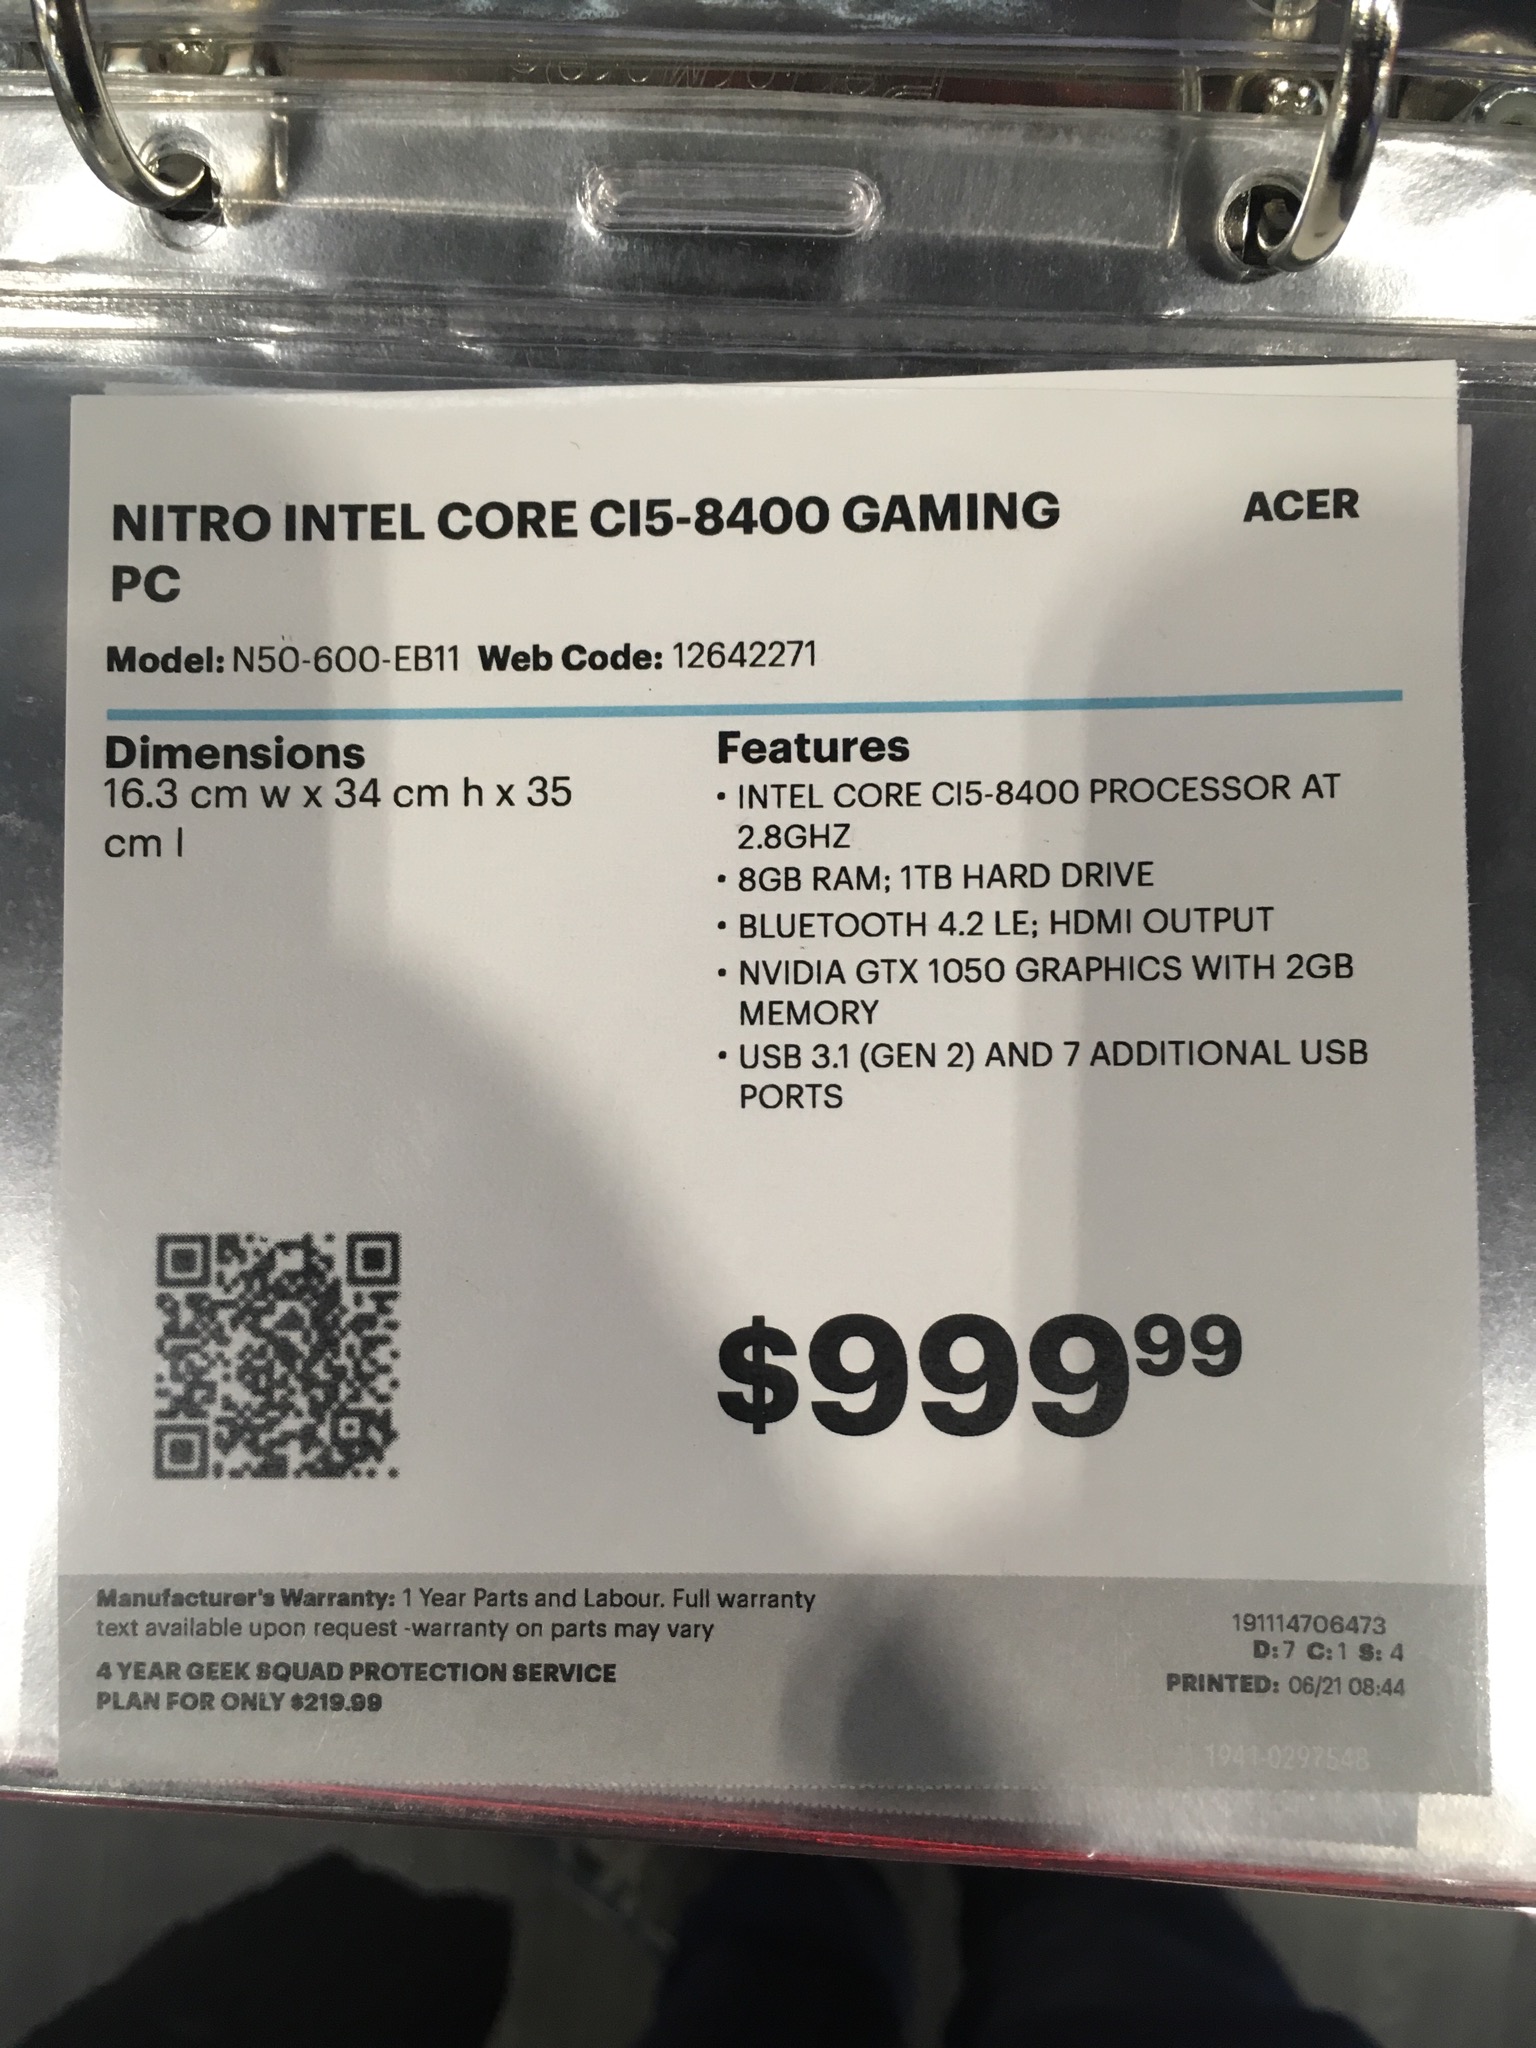 NITRO INTEL CORE CI5-8400 GAMING
PC
ACER
Model: N50-600-EB11 Web Code: 12642271
Dimensions
16.3 cm w x 34 cm h x 35
cm l
Features
• INTEL CORE CI5-8400 PROCESSOR AT
2.8GHZ
• 8GB RAM; 1TB HARD DRIVE
• BLUETOOTH 4.2 LE; HDMI OUTPUT
• NVIDIA GTX 1050 GRAPHICS WITH 2GB
MEMORY
• USB 3.1 (GEN 2) AND 7 ADDITIONAL USB
PORTS
$999 99
Manufacturer's Warranty: 1 Year Parts and Labour. Full warranty
text available upon request -warranty on parts may vary
4 YEAR GEEK SQUAD PROTECTION SERVICE
PLAN FOR ONLY $219.99
191114706473
D: 7 C: 1 S: 4
PRINTED: 06/21 08:44
1941-0297548